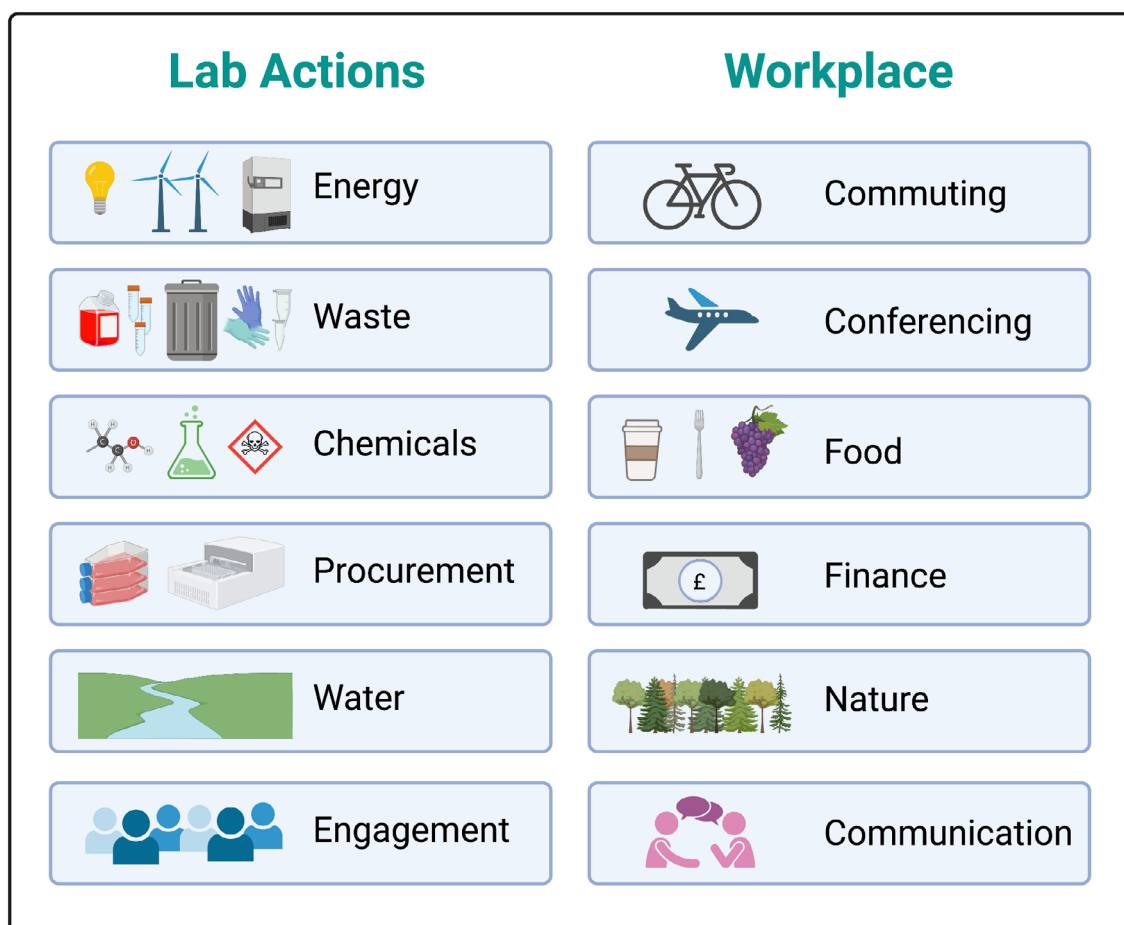 Lab Actions
Workplace
Energy
Commuting
Waste
Conferencing
Chemicals
Food
Procurement
£
Finance
Water
Nature
Engagement
Communication